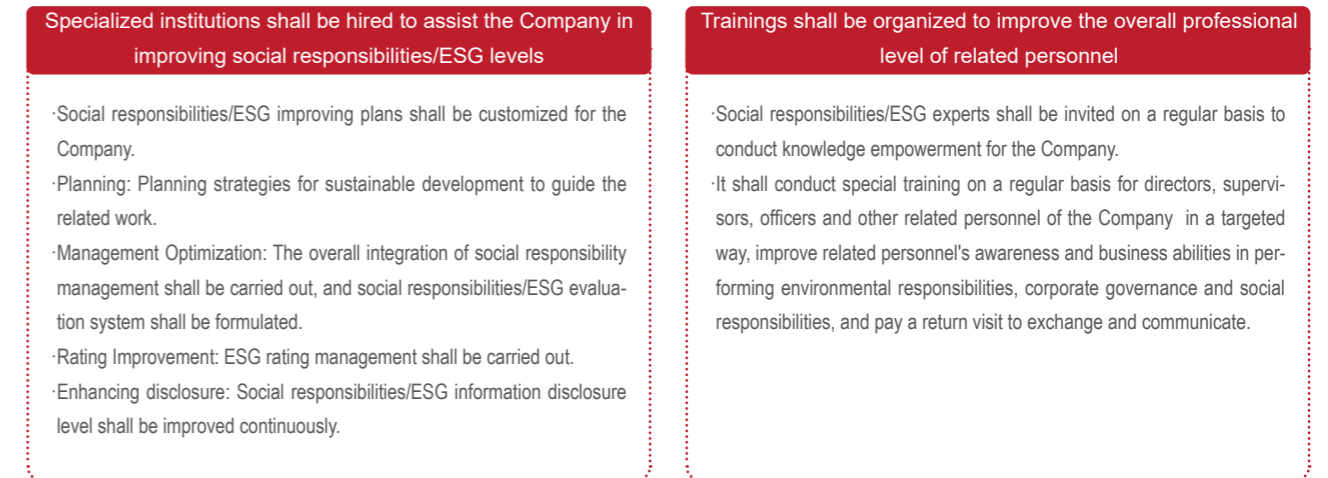 Specialized institutions shall be hired to assist the Company in
improving social responsibilities/ESG levels
·Social responsibilities/ESG improving plans shall be customized for the
Company.
·Planning: Planning strategies for sustainable development to guide the
related work.
·Management Optimization: The overall integration of social responsibility
management shall be carried out, and social responsibilities/ESG evalua-
tion system shall be formulated.
·Rating Improvement: ESG rating management shall be carried out.
·Enhancing disclosure: Social responsibilities/ESG information disclosure
level shall be improved continuously.
Trainings shall be organized to improve the overall professional
level of related personnel
·Social responsibilities/ESG experts shall be invited on a regular basis to
conduct knowledge empowerment for the Company.
·It shall conduct special training on a regular basis for directors, supervi-
sors, officers and other related personnel of the Company in a targeted
way, improve related personnel's awareness and business abilities in per-
forming environmental responsibilities, corporate governance and social
responsibilities, and pay a return visit to exchange and communicate.